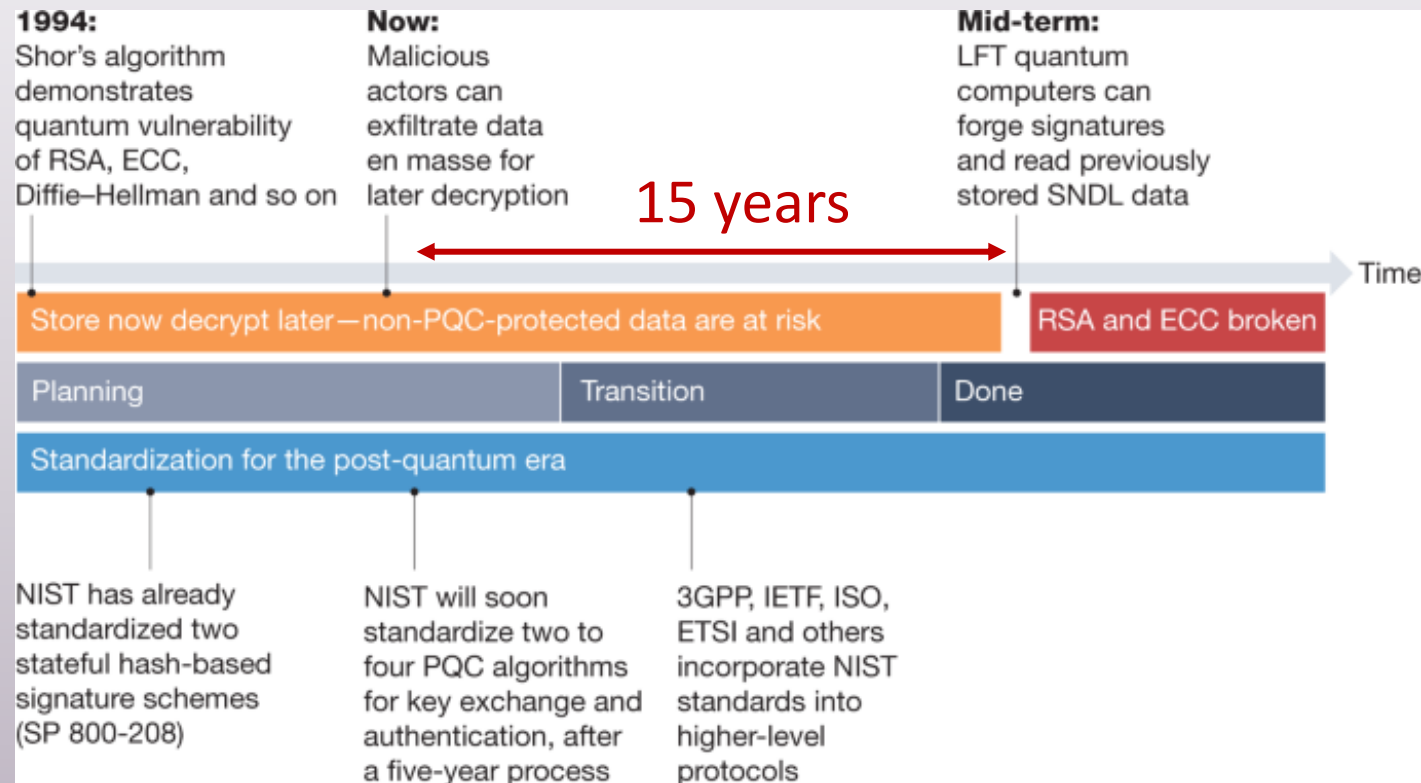 1994:
Shor's algorithm
demonstrates
quantum vulnerability
of RSA, ECC,
Diffie–Hellman and so on
Now:
Malicious
actors can
exfiltrate data
en masse for
later decryption
15 years
Mid-term:
LFT quantum
computers can
forge signatures
and read previously
stored SNDL data
Time
Store now decrypt later—non-PQC-protected data are at risk
RSA and ECC broken
Planning
Transition
Done
Standardization for the post-quantum era
NIST has already
standardized two
stateful hash-based
signature schemes
(SP 800-208)
NIST will soon
standardize two to
four PQC algorithms
for key exchange and
authentication, after
a five-year process
3GPP, IETF, ISO,
ETSI and others
incorporate NIST
standards into
higher-level
protocols